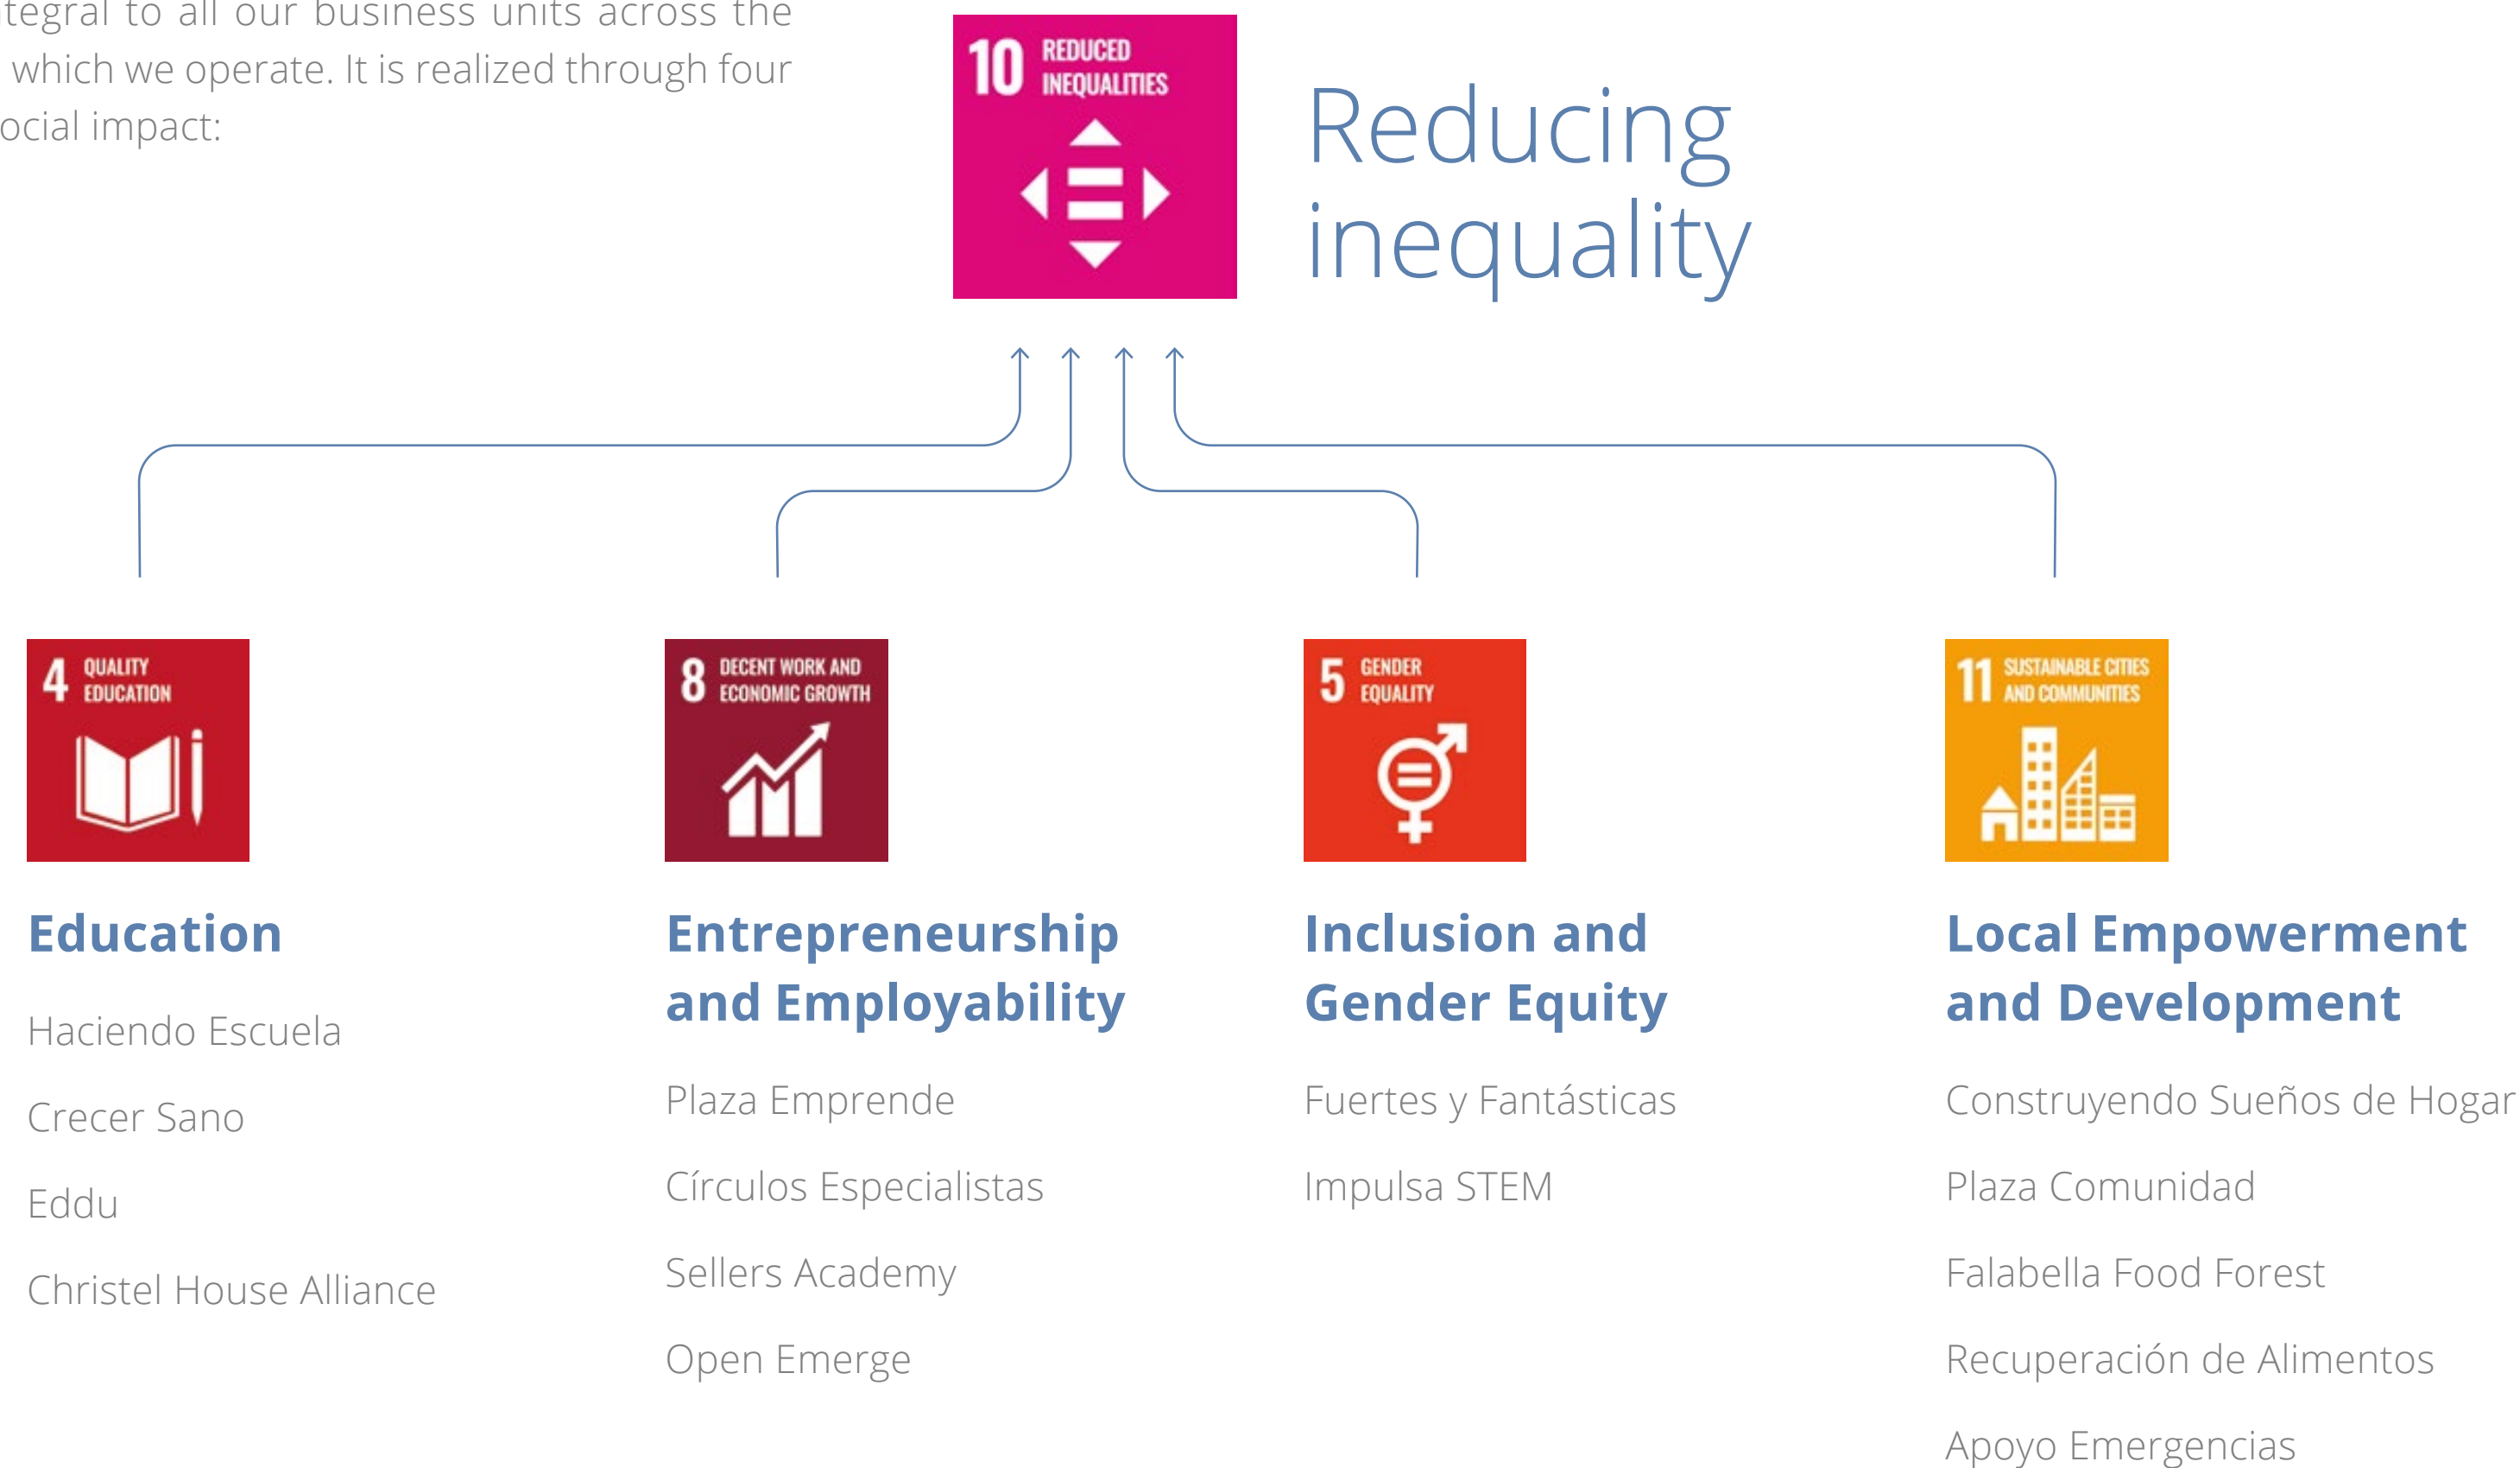 to all our business units across the
which we operate. It is realized through four
impact:
10 REDUCED
INEQUALITIES
Reducing
inequality
4 QUALITY
EDUCATION
Education
Haciendo Escuela
Crecer Sano
Eddu
Christel House Alliance
8 DECENT WORK AND
ECONOMIC GROWTH
Entrepreneurship
and Employability
Plaza Emprende
Círculos Especialistas
Sellers Academy
Open Emerge
5 GENDER
EQUALITY
Inclusion and
Gender Equity
Fuertes y Fantásticas
Impulsa STEM
11 SUSTAINABLE CITIES
AND COMMUNITIES
Local Empowerment
and Development
Construyendo Sueños de Hogar
Plaza Comunidad
Falabella Food Forest
Recuperación de Alimentos
Apoyo Emergencias